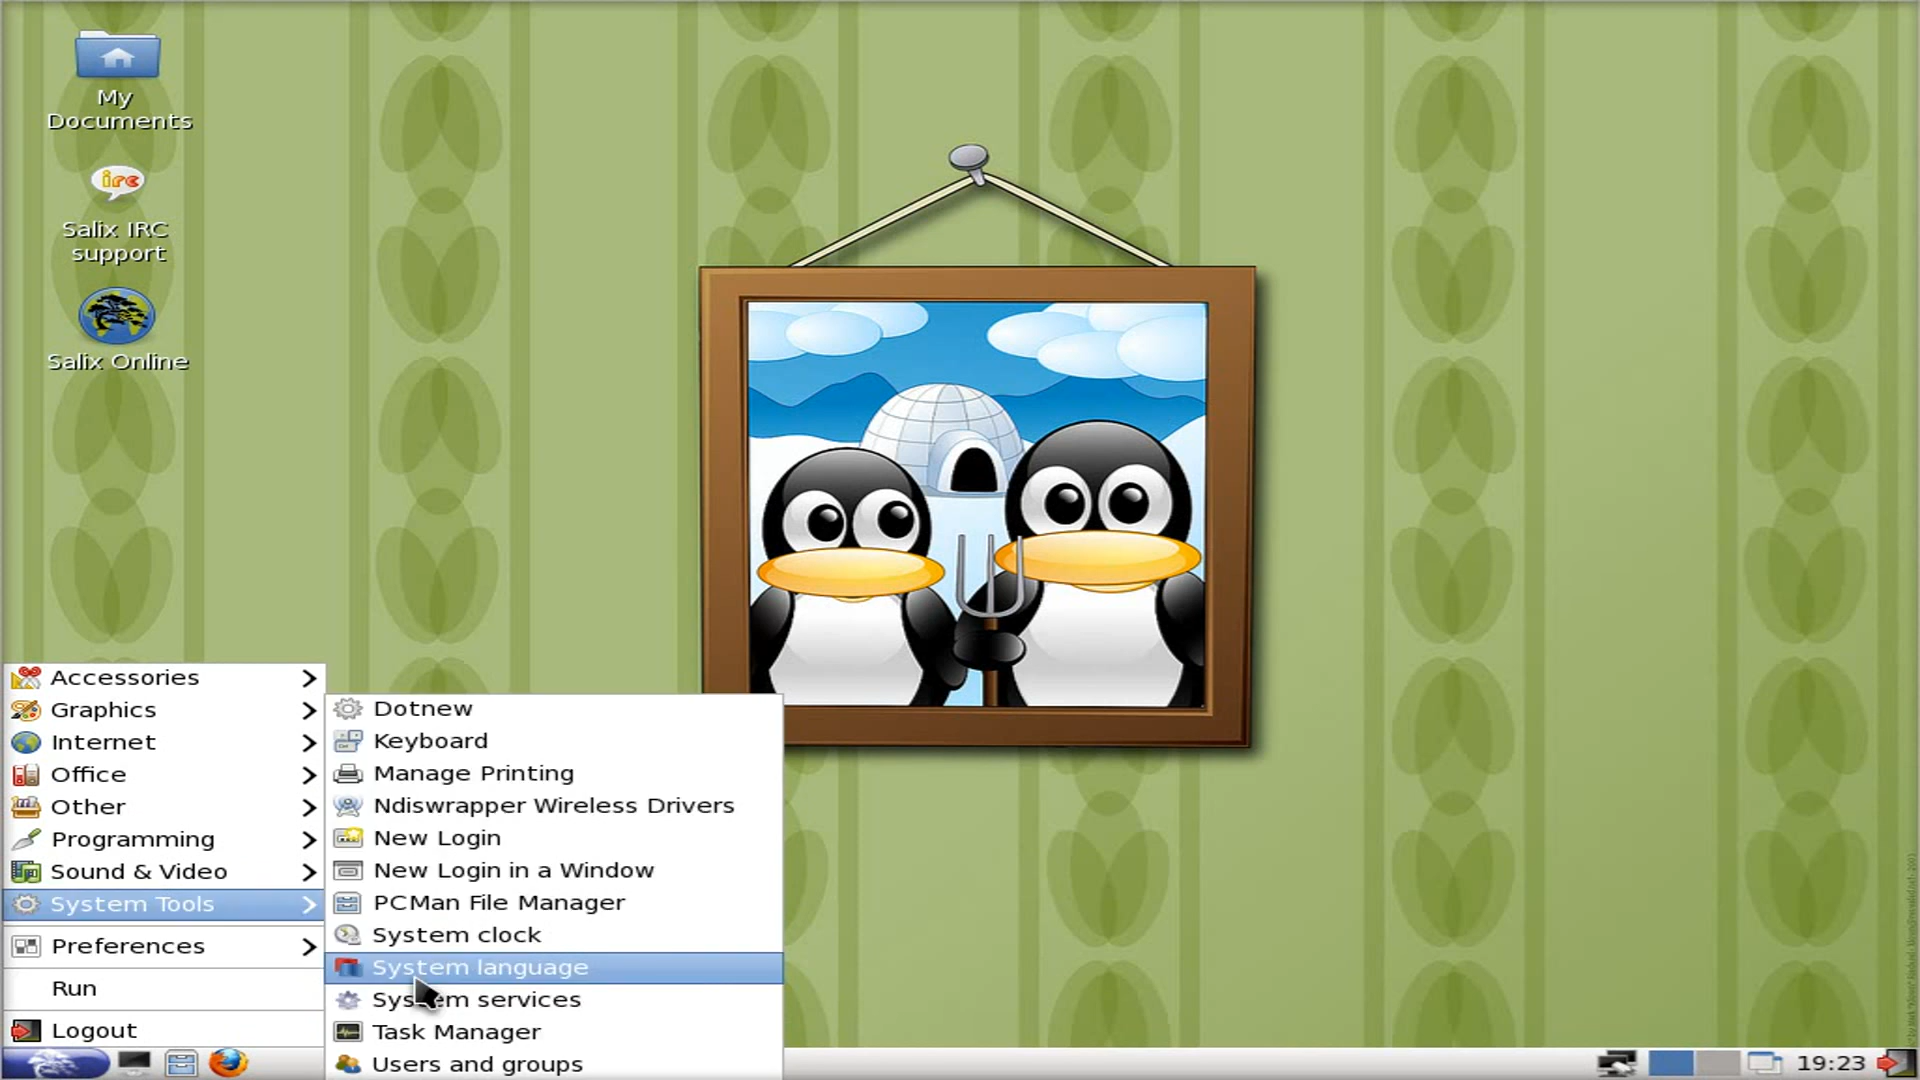 My
Documents
irc
Salix IRC
support
Salix Online
Accessories
Graphics
Internet
Office
Other
Programming
Sound & Video
System Tools
Preferences
Run
Logout
Dotnew
Keyboard
Manage Printing
Ndiswrapper Wireless Drivers
New Login
New Login in a Window
PCMan File Manager
System clock
System language
System services
Task Manager
Users and groups
19:23